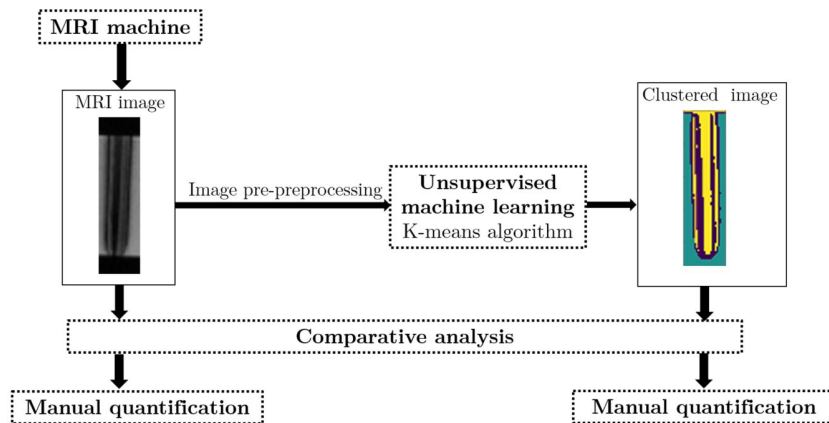 MRI machine
MRI image
Clustered image
Image pre-preprocessing
Unsupervised
machine learning
K-means algorithm
Comparative analysis
Manual quantification
Manual quantification